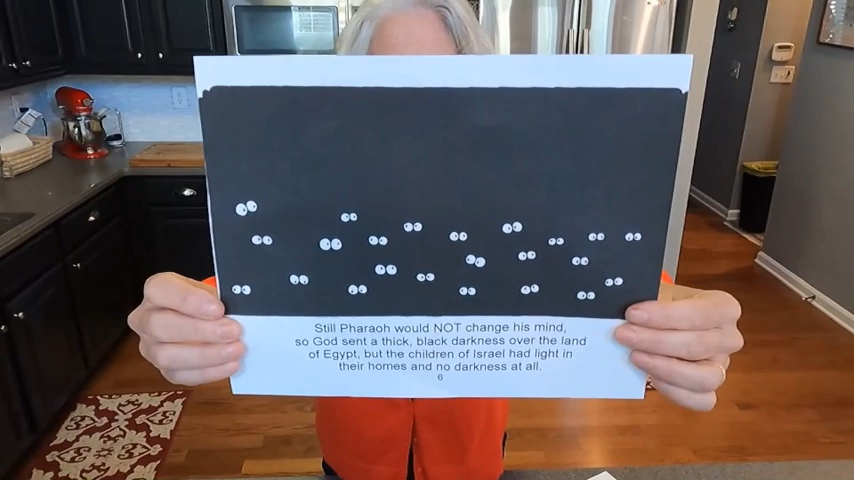 Still Pharaoh would NOT change his mind,
so God sent a thick, black darkness over the land
of Egypt, but the children of Israel had light in
their homes and no darkness at all.
6